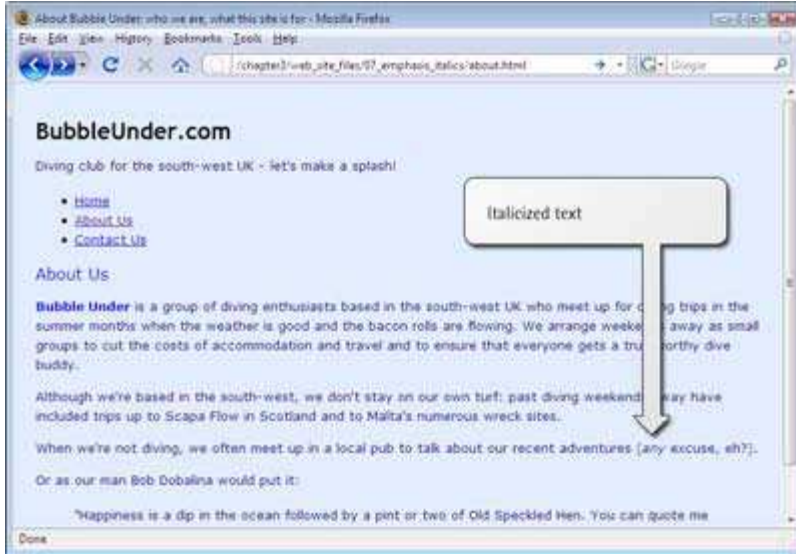 About Bubble Under: who we are, what this site is for - Mozilla Firefox
File Edit View History Bookmarks Tools Help
/chapter3/web_site_files/07_emphasis_italics/about.html
Google
BubbleUnder.com
Diving club for the south-west UK - let's make a splash!
Home
About Us
Contact Us
Italicized text
About Us
Bubble Under is a group of diving enthusiasts based in the south-west UK who meet up for trips in the
summer months when the weather is good and the bacon rolls are flowing. We arrange away as small
groups to cut the costs of accommodation and travel and to ensure that everyone gets a dive
buddy.
Although we're based in the south-west, we don't stay on our own turf: past diving have
included trips up to Scapa Flow in Scotland and to Malta's numerous wreck sites.
When we're not diving, we often meet up in a local pub to talk about our recent adventures (any excuse, eh?).
Or as our man Bob Dobalina would put it:
"Happiness is a dip in the ocean followed by a pint or two of Old Speckled Hen. You can quote me
Done